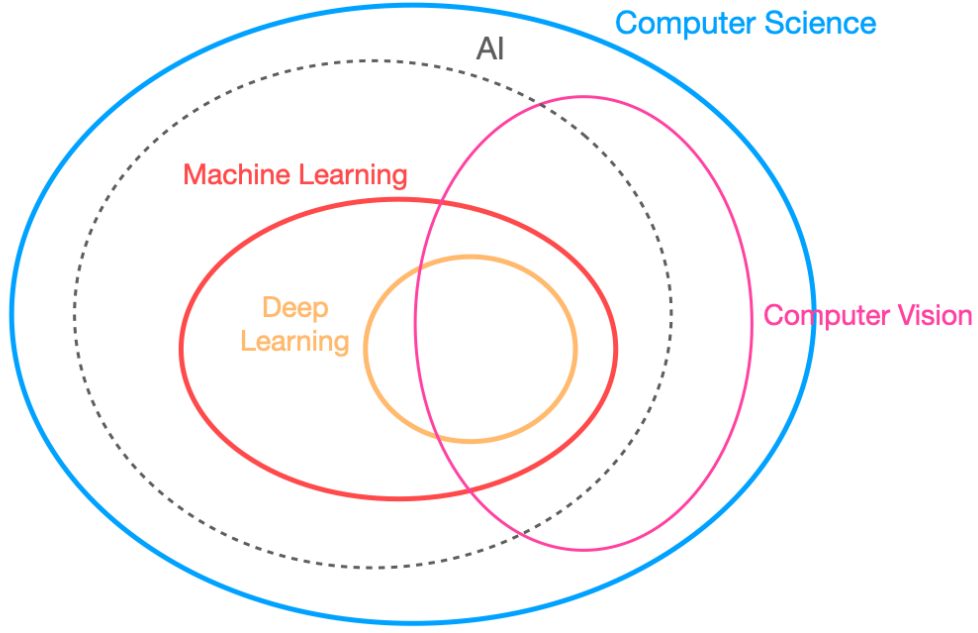 Computer Science
AI
Machine Learning
Deep
Learning
Computer Vision